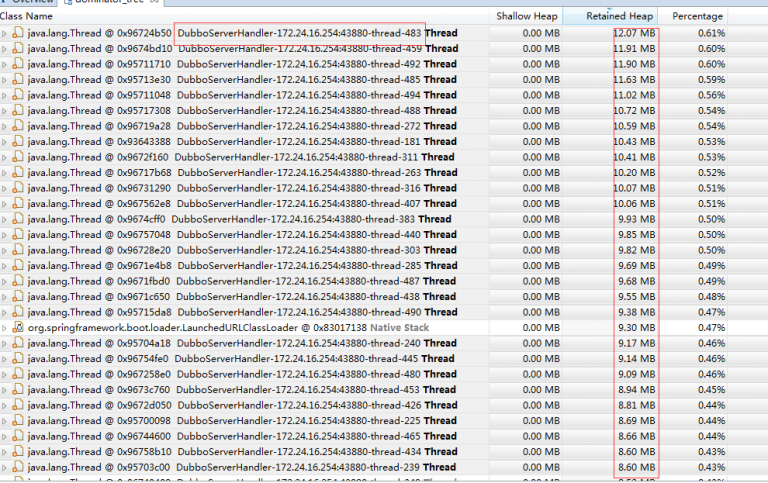 Overview dominator_tree
Class Name Shallow Heap Retained Heap Percentage
java.lang.Thread @ 0x96724b50 DubboServerHandler-172.24.16.254:43880-thread-483 Thread 0.00 MB 12.07 MB 0.61%
java.lang.Thread @ 0x9674bd10 DubboServerHandler-172.24.16.254:43880-thread-459 Thread 0.00 MB 11.91 MB 0.60%
java.lang.Thread @ 0x95711710 DubboServerHandler-172.24.16.254:43880-thread-492 Thread 0.00 MB 11.90 MB 0.60%
java.lang.Thread @ 0x95713e30 DubboServerHandler-172.24.16.254:43880-thread-485 Thread 0.00 MB 11.63 MB 0.59%
java.lang.Thread @ 0x95711048 DubboServerHandler-172.24.16.254:43880-thread-494 Thread 0.00 MB 11.02 MB 0.56%
java.lang.Thread @ 0x95717308 DubboServerHandler-172.24.16.254:43880-thread-488 Thread 0.00 MB 10.72 MB 0.54%
java.lang.Thread @ 0x96719a28 DubboServerHandler-172.24.16.254:43880-thread-272 Thread 0.00 MB 10.59 MB 0.54%
java.lang.Thread @ 0x93643388 DubboServerHandler-172.24.16.254:43880-thread-181 Thread 0.00 MB 10.43 MB 0.53%
java.lang.Thread @ 0x9672f160 DubboServerHandler-172.24.16.254:43880-thread-311 Thread 0.00 MB 10.41 MB 0.53%
java.lang.Thread @ 0x96717b68 DubboServerHandler-172.24.16.254:43880-thread-263 Thread 0.00 MB 10.20 MB 0.52%
java.lang.Thread @ 0x96731290 DubboServerHandler-172.24.16.254:43880-thread-316 Thread 0.00 MB 10.07 MB 0.51%
java.lang.Thread @ 0x967562e8 DubboServerHandler-172.24.16.254:43880-thread-407 Thread 0.00 MB 10.06 MB 0.51%
java.lang.Thread @ 0x9674cff0 DubboServerHandler-172.24.16.254:43880-thread-383 Thread 0.00 MB 9.93 MB 0.50%
java.lang.Thread @ 0x96757048 DubboServerHandler-172.24.16.254:43880-thread-440 Thread 0.00 MB 9.85 MB 0.50%
java.lang.Thread @ 0x96728e20 DubboServerHandler-172.24.16.254:43880-thread-303 Thread 0.00 MB 9.82 MB 0.50%
java.lang.Thread @ 0x9671e4b8 DubboServerHandler-172.24.16.254:43880-thread-285 Thread 0.00 MB 9.69 MB 0.49%
java.lang.Thread @ 0x9671fbd0 DubboServerHandler-172.24.16.254:43880-thread-487 Thread 0.00 MB 9.68 MB 0.49%
java.lang.Thread @ 0x9671c650 DubboServerHandler-172.24.16.254:43880-thread-438 Thread 0.00 MB 9.55 MB 0.48%
java.lang.Thread @ 0x95715da8 DubboServerHandler-172.24.16.254:43880-thread-490 Thread 0.00 MB 9.38 MB 0.47%
org.springframework.boot.loader.LaunchedURLClassLoader @ 0x83017138 Native Stack 0.00 MB 9.30 MB 0.47%
java.lang.Thread @ 0x95704a18 DubboServerHandler-172.24.16.254:43880-thread-240 Thread 0.00 MB 9.17 MB 0.46%
java.lang.Thread @ 0x96754fe0 DubboServerHandler-172.24.16.254:43880-thread-445 Thread 0.00 MB 9.14 MB 0.46%
java.lang.Thread @ 0x967258e0 DubboServerHandler-172.24.16.254:43880-thread-480 Thread 0.00 MB 9.09 MB 0.46%
java.lang.Thread @ 0x9673c760 DubboServerHandler-172.24.16.254:43880-thread-453 Thread 0.00 MB 8.94 MB 0.45%
java.lang.Thread @ 0x9672d050 DubboServerHandler-172.24.16.254:43880-thread-426 Thread 0.00 MB 8.81 MB 0.44%
java.lang.Thread @ 0x95700098 DubboServerHandler-172.24.16.254:43880-thread-225 Thread 0.00 MB 8.69 MB 0.44%
java.lang.Thread @ 0x96744600 DubboServerHandler-172.24.16.254:43880-thread-465 Thread 0.00 MB 8.66 MB 0.44%
java.lang.Thread @ 0x96758b10 DubboServerHandler-172.24.16.254:43880-thread-434 Thread 0.00 MB 8.60 MB 0.43%
java.lang.Thread @ 0x95703c00 DubboServerHandler-172.24.16.254:43880-thread-239 Thread 0.00 MB 8.60 MB 0.43%